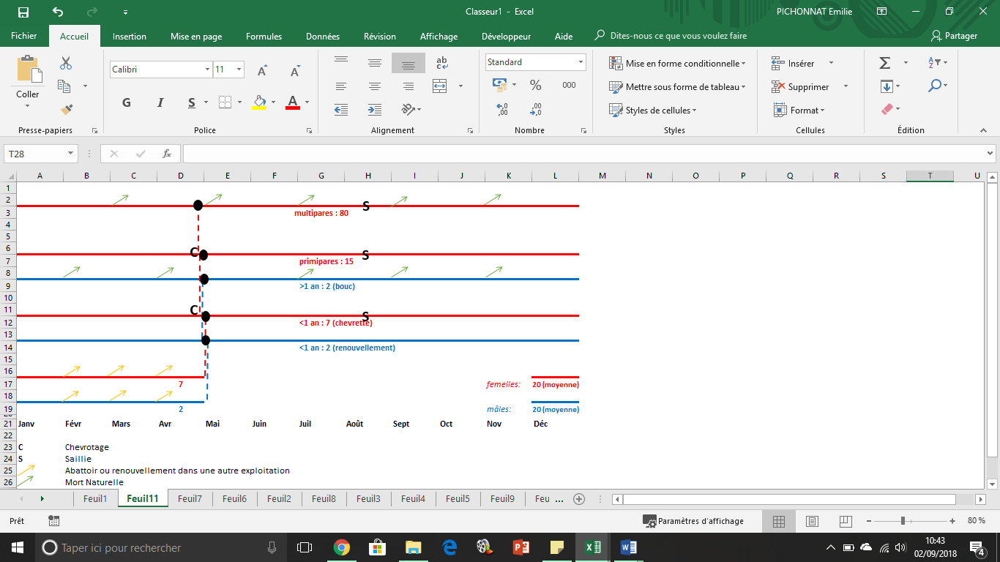 Classeur1 - Excel
PICHONNAT Emilie
Fichier
Accueil
Insertion
Mise en page
Formules
Données
Révision
Affichage
Développeur
Aide
Dites-nous ce que vous voulez faire
Partager
Coller
Calibri
11
Standard
Mise en forme conditionnelle
Insérer
ab
Mettre sous forme de tableau
Supprimer
G I S A
% 000
Styles de cellules
Format
Presse-papiers
Police
Alignement
Nombre
Styles
Cellules
Édition
T28
fx
A B C D E F G H I J K L M N O P Q R S T U
1
2
S
3
multipares : 80
4
5
6
C
S
7
primipares : 15
8
9
>1 an : 2 (bouc)
10
11
C
S
12
<1 an : 7 (chevrette)
13
14
<1 an : 2 (renouvellement)
15
16
17
7
femelles:
20 (moyenne)
18
19
2
mâles:
20 (moyenne)
21
Janv Févr Mars Avr Mai Juin Juil Août Sept Oct Nov Déc
22
23 C Chevrotage
24 S Saillie
25 Abattoir ou renouvellement dans une autre exploitation
26 Mort Naturelle
Feuil1 Feuil11 Feuil7 Feuil6 Feuil2 Feuil8 Feuil3 Feuil4 Feuil5 Feuil9 Feu ...
Prêt
Paramètres d'affichage
80 %
Taper ici pour rechercher
10:43
02/09/2018
4